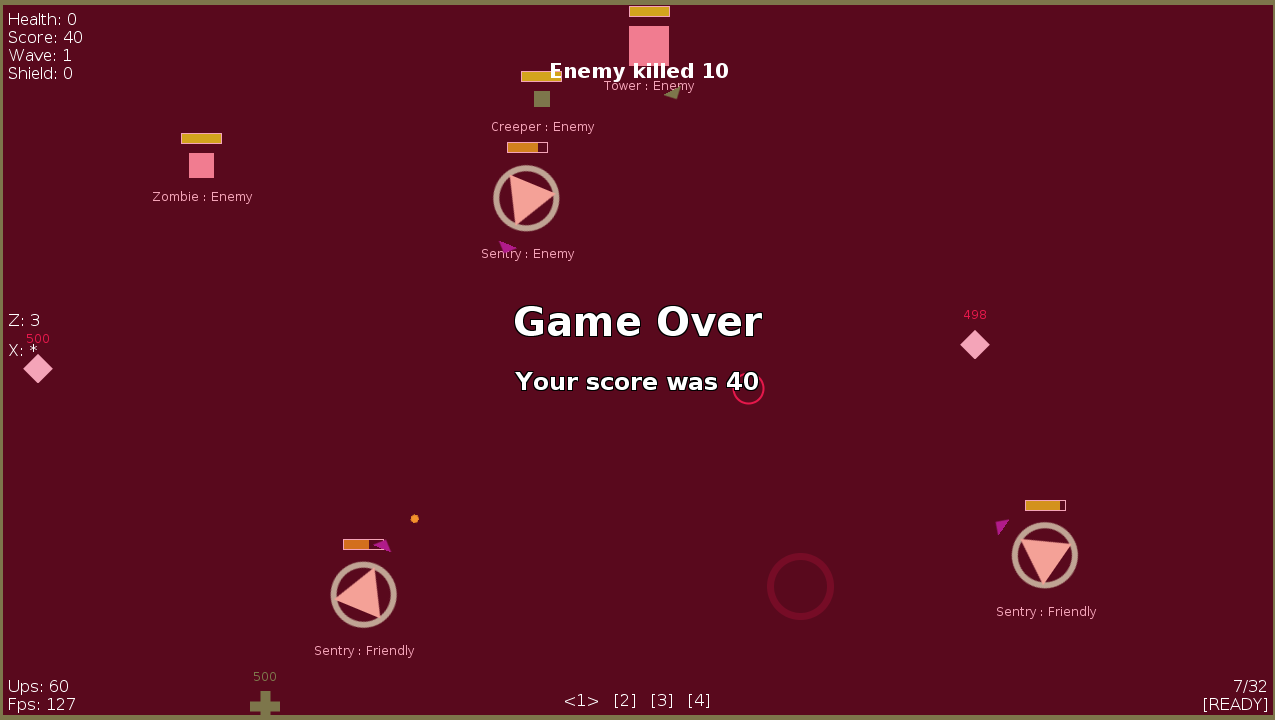 Health: 0
Score: 40
Wave: 1
Shield: 0
Enemy killed 10
Tower : Enemy
Creeper : Enemy
Zombie : Enemy
Sentry : Enemy
Z: 3
500
X: *
498
Game Over
Your score was 40
Sentry : Friendly
Sentry : Friendly
500
Ups: 60
Fps: 127
<1> [2] [3] [4]
7/32
[READY]